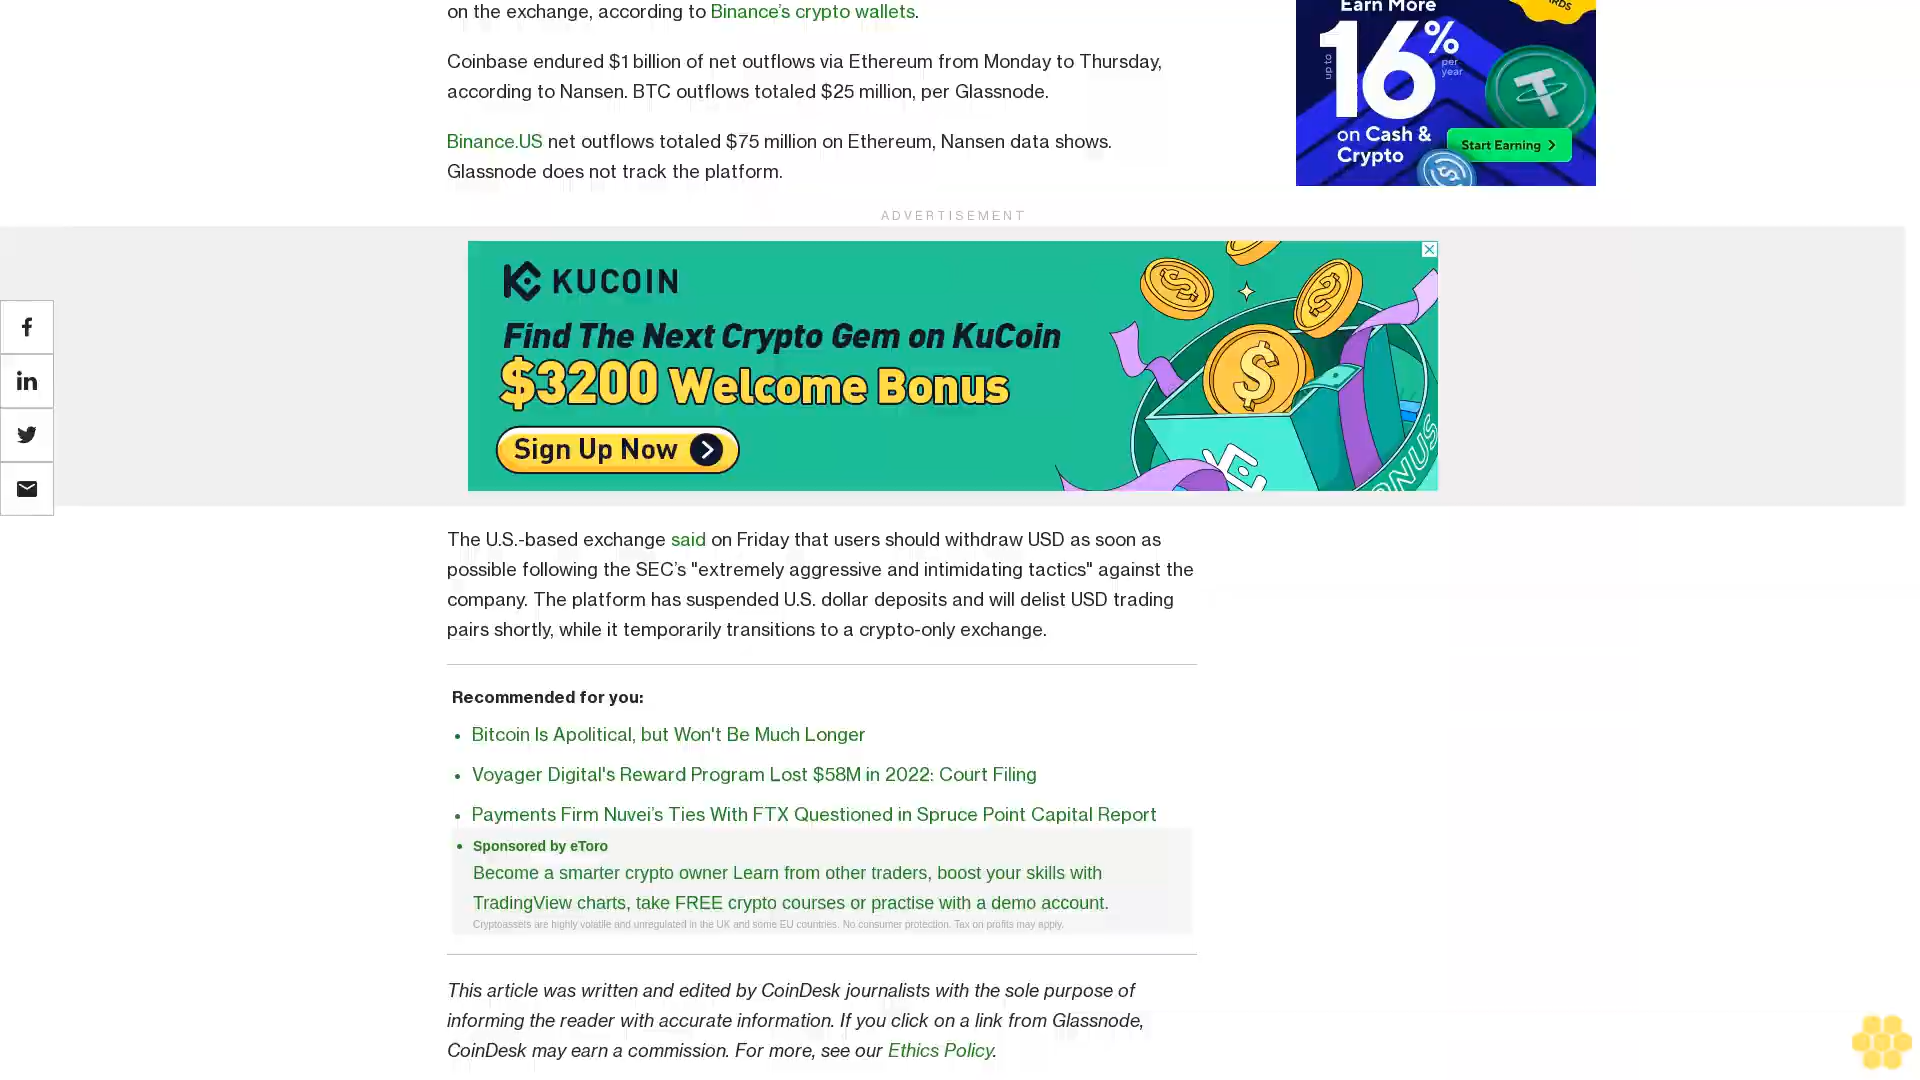 on the exchange, according to Binance's crypto wallets.
Coinbase endured $1 billion of net outflows via Ethereum from Monday to Thursday,
according to Nansen. BTC outflows totaled $25 million, per Glassnode.
Binance.US net outflows totaled $75 million on Ethereum, Nansen data shows.
Glassnode does not track the platform.
Earn More
up to
16%
per
year
on Cash &
Crypto
Start Earning
ADVERTISEMENT
KUCOIN
Find The Next Crypto Gem on KuCoin
$3200 Welcome Bonus
Sign Up Now
BONUS
The U.S.-based exchange said on Friday that users should withdraw USD as soon as
possible following the SEC’s "extremely aggressive and intimidating tactics" against the
company. The platform has suspended U.S. dollar deposits and will delist USD trading
pairs shortly, while it temporarily transitions to a crypto-only exchange.
Recommended for you:
• Bitcoin Is Apolitical, but Won't Be Much Longer
• Voyager Digital's Reward Program Lost $58M in 2022: Court Filing
• Payments Firm Nuvei’s Ties With FTX Questioned in Spruce Point Capital Report
• Sponsored by eToro
Become a smarter crypto owner Learn from other traders, boost your skills with
TradingView charts, take FREE crypto courses or practise with a demo account.
Cryptoassets are highly volatile and unregulated in the UK and some EU countries. No consumer protection. Tax on profits may apply.
This article was written and edited by CoinDesk journalists with the sole purpose of
informing the reader with accurate information. If you click on a link from Glassnode,
CoinDesk may earn a commission. For more, see our Ethics Policy.